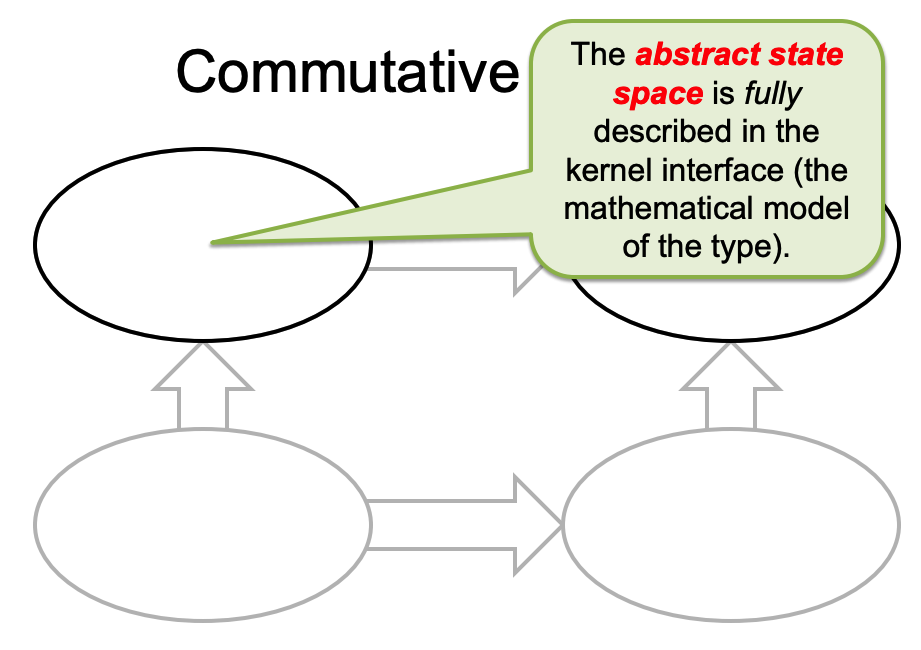 Commutative
The abstract state
space is fully
described in the
kernel interface (the
mathematical model
of the type).